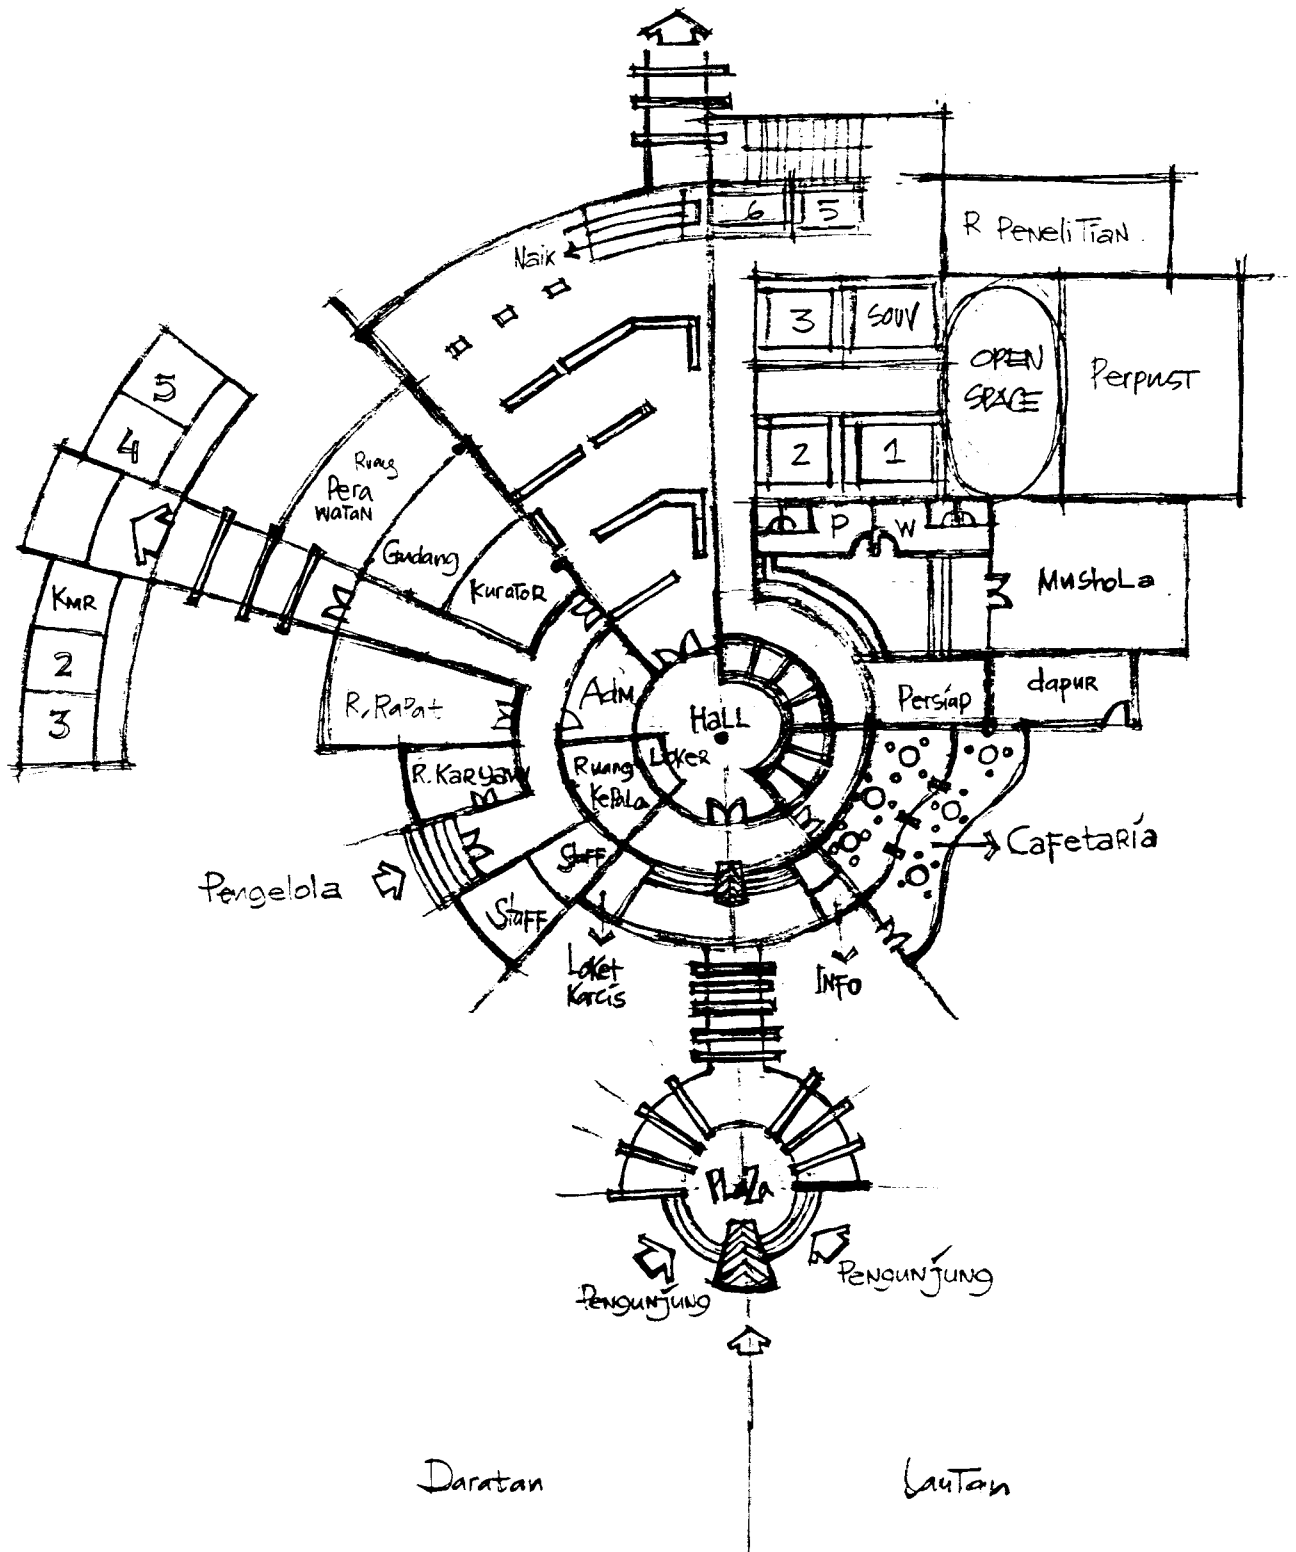 6
5
R PeneliTian
Naik
3
SOUV
OPEN
SPACE
Perpust
5
4
Ruang
Pera
watan
2
1
P
W
Gudang
Kurator
Mushola
KMR
2
3
Adm
R. Rapat
Hall
Persiap
dapur
Loker
Ruang
Kepala
R. Karyaw
Cafetaria
Staff
Pengelola
Staff
Loket
Karcis
INFO
PLaZa
Pengunjung
Pengunjung
Daratan
LauTan